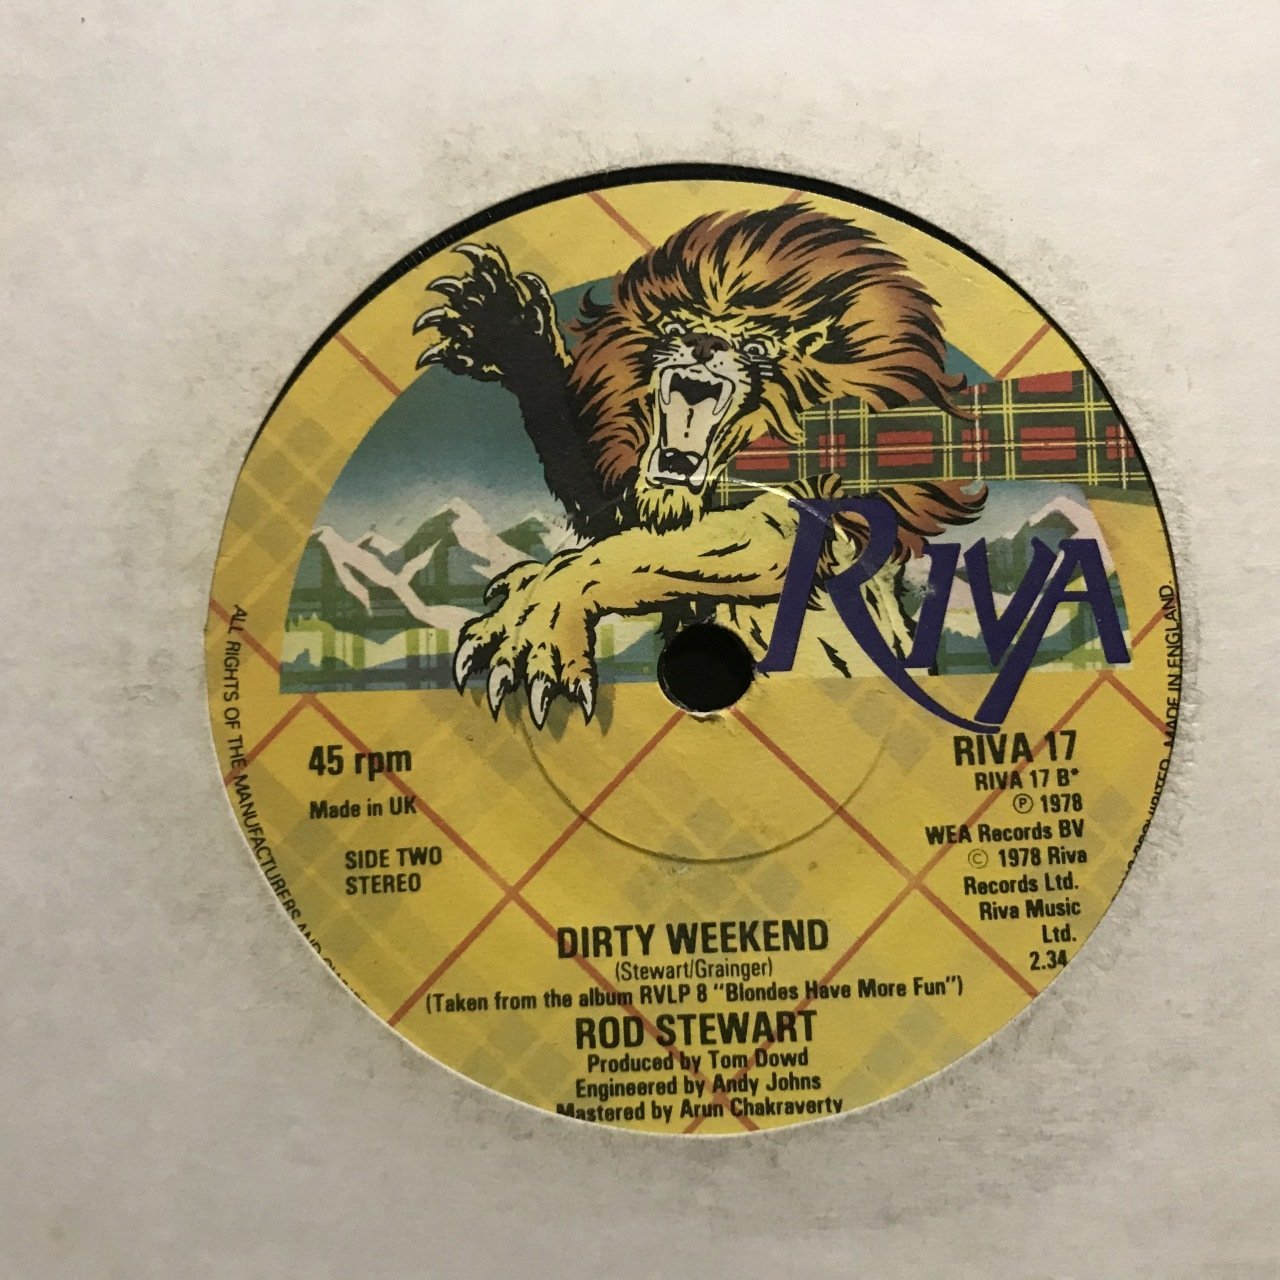 RIVA
45 rpm
Made in UK
SIDE TWO
STEREO
RIVA 17
RIVA 17 B*
℗ 1978
WEA Records BV
© 1978 Riva
Records Ltd.
Riva Music
Ltd.
2.34
DIRTY WEEKEND
(Stewart/Grainger)
(Taken from the album RVLP 8 "Blondes Have More Fun")
ROD STEWART
Produced by Tom Dowd
Engineered by Andy Johns
Mastered by Arun Chakraverty
ALL RIGHTS OF THE MANUFACTURERS AND
MADE IN ENGLAND.